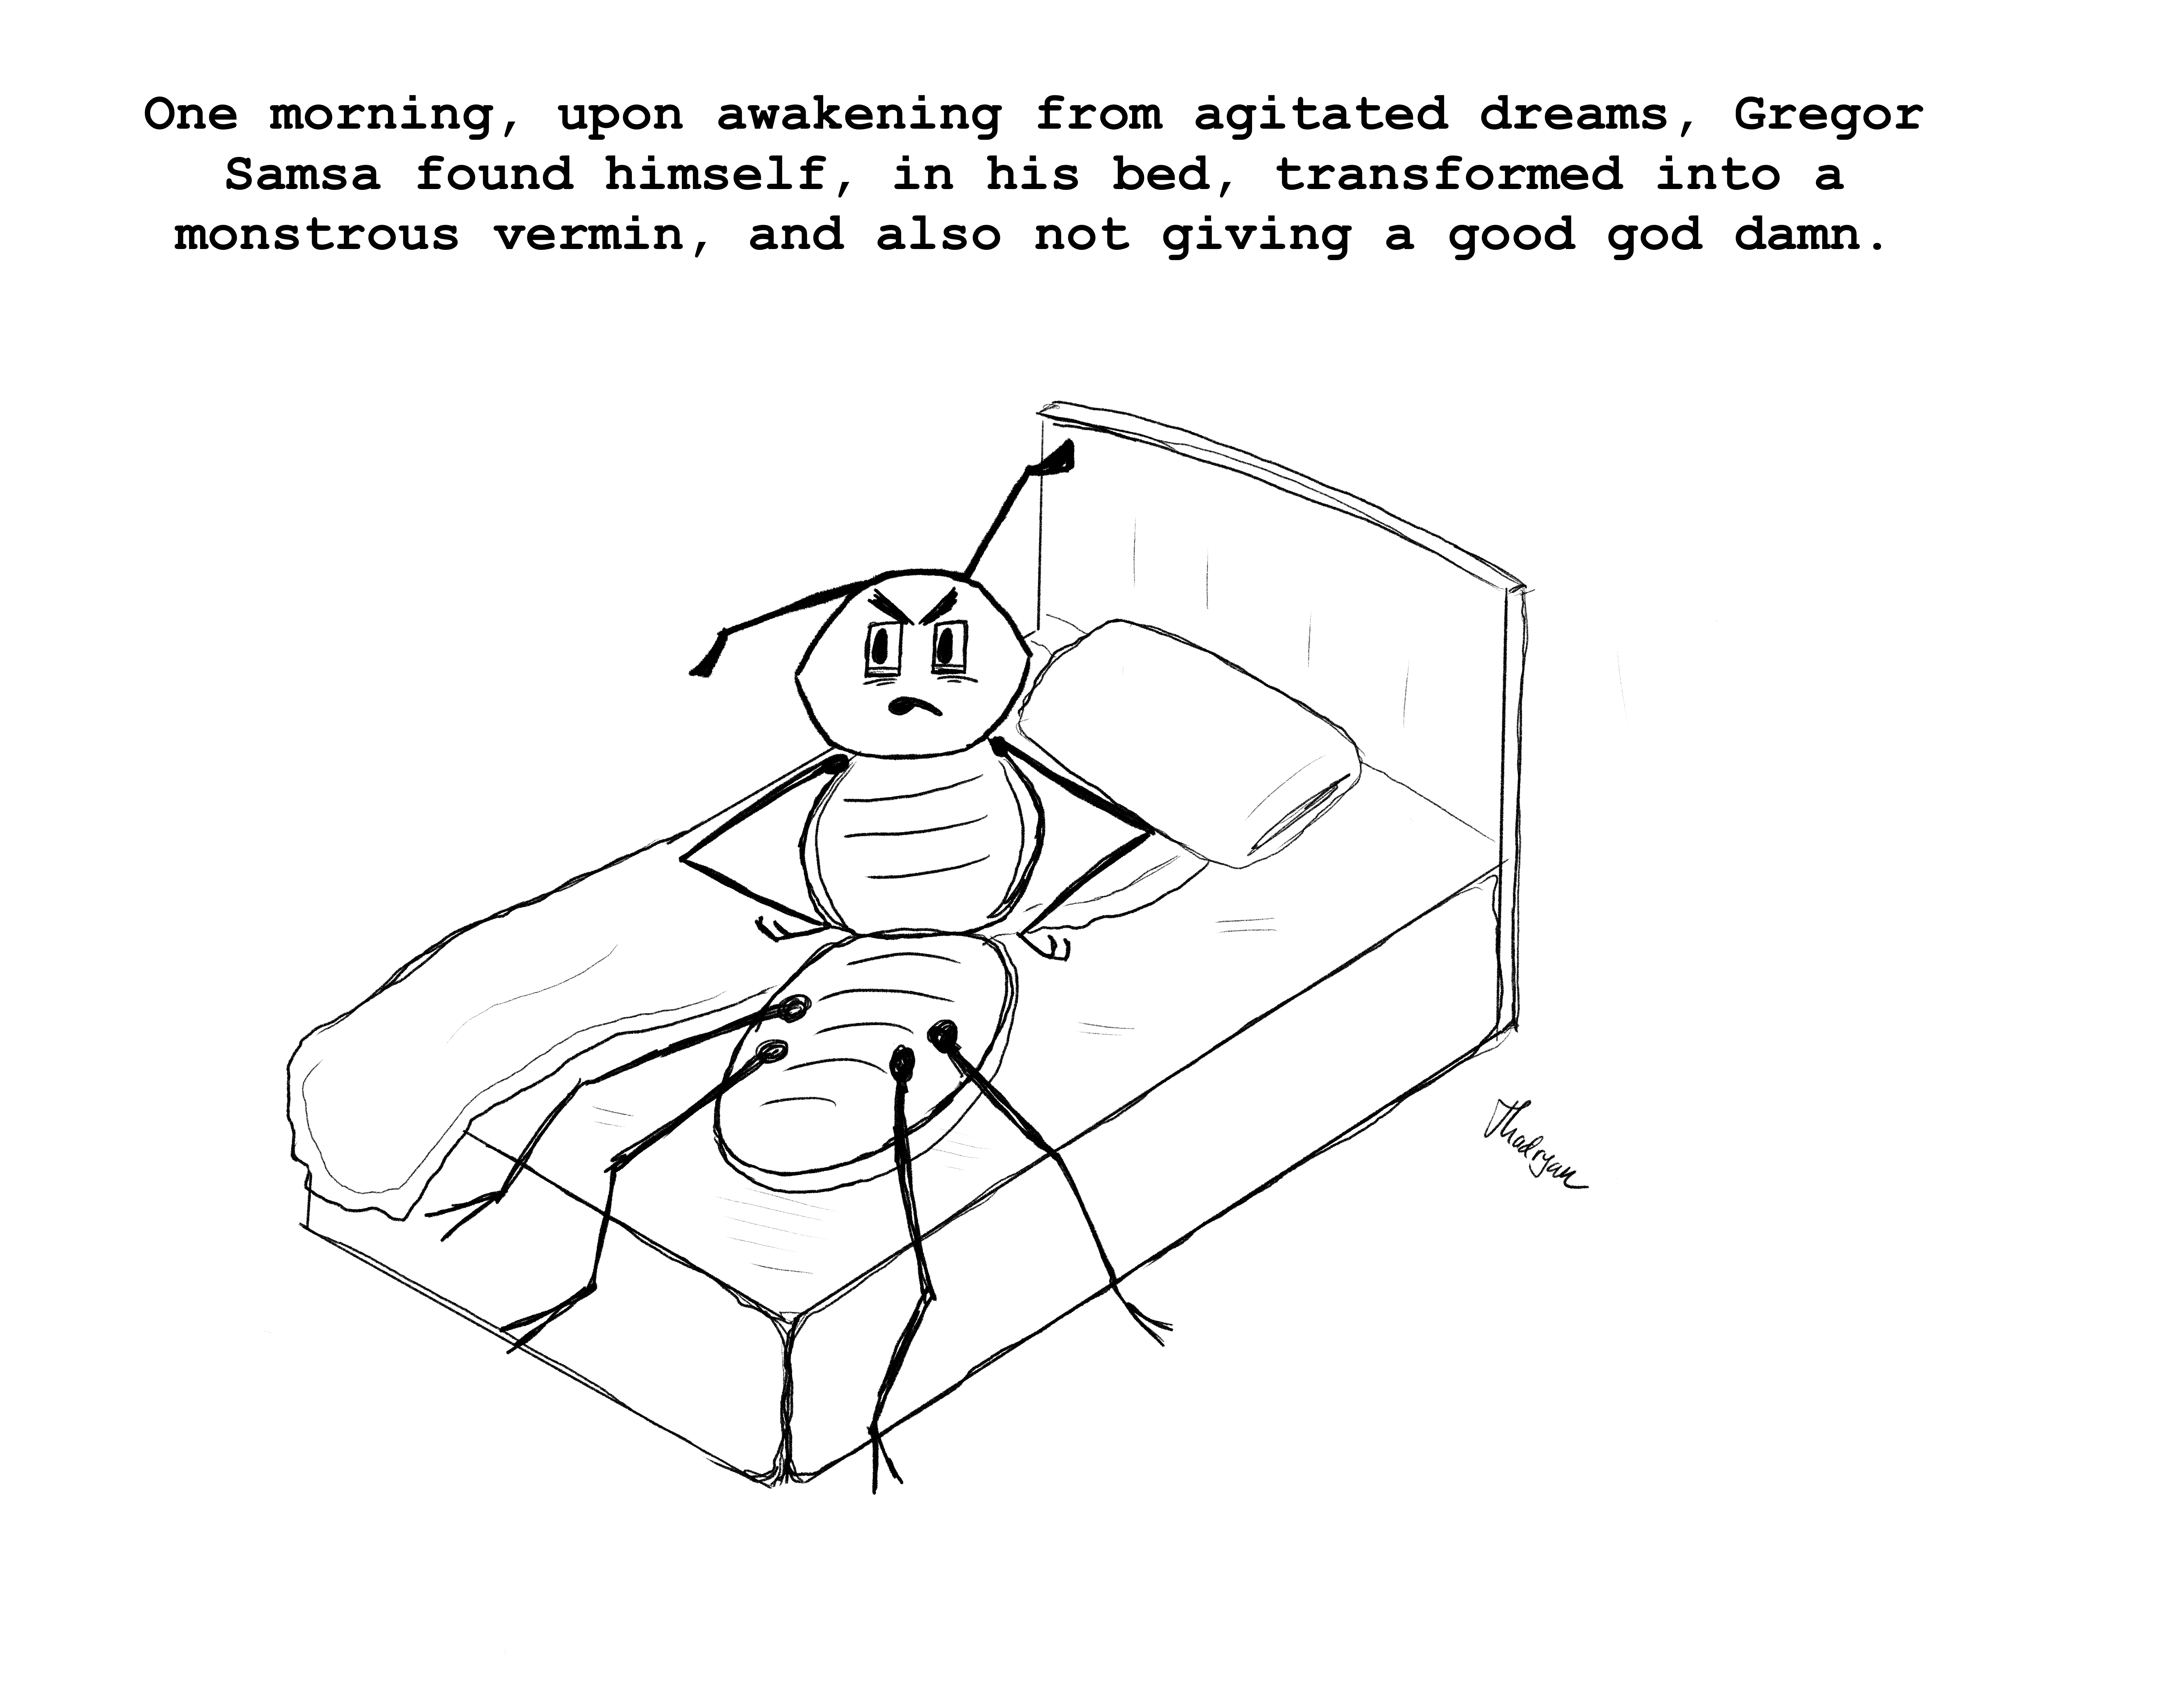 One morning, upon awakening from agitated dreams, Gregor
Samsa found himself, in his bed, transformed into a
monstrous vermin, and also not giving a good god damn.
Thadryan